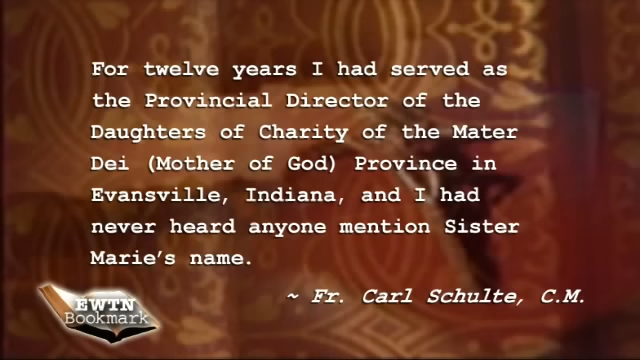 For twelve years I had served as
the Provincial Director of the
Daughters of Charity of the Mater
Dei (Mother of God) Province in
Evansville, Indiana, and I had
never heard anyone mention Sister
Marie's name.
~ Fr. Carl Schulte, C.M.
EWTN
Bookmark